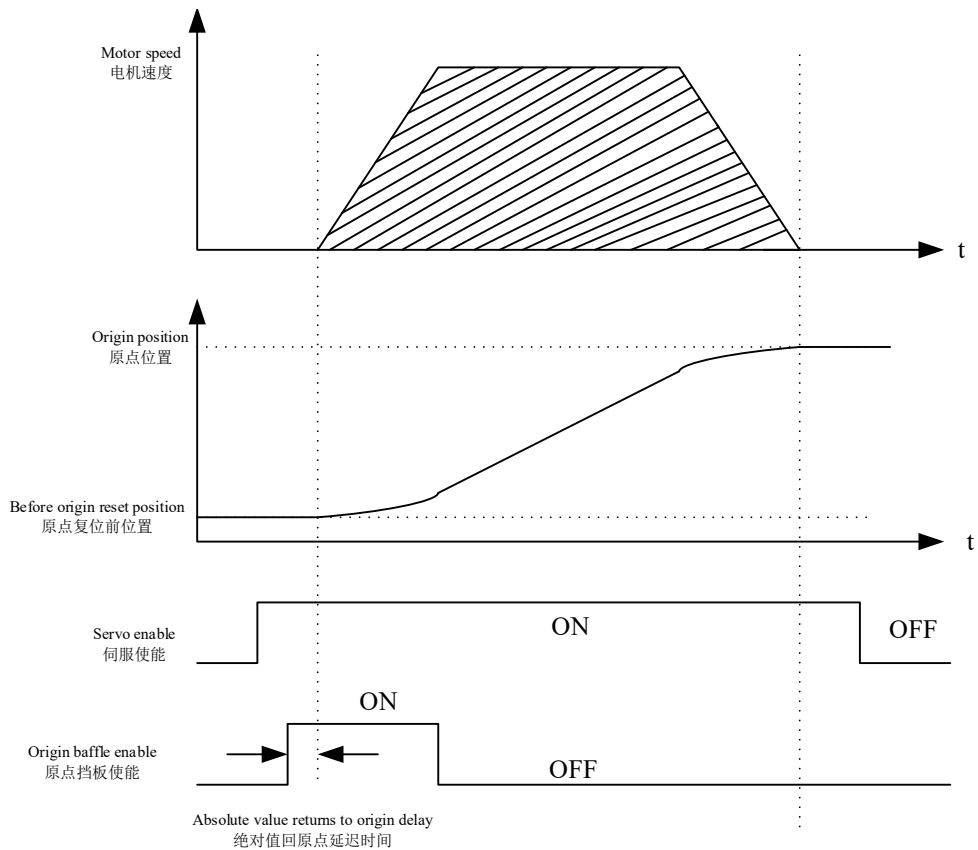 Motor speed
电机速度
t
Origin position
原点位置
Before origin reset position
原点复位前位置
t
Servo enable
伺服使能
ON
OFF
ON
Origin baffle enable
原点挡板使能
OFF
Absolute value returns to origin delay
绝对值回原点延迟时间